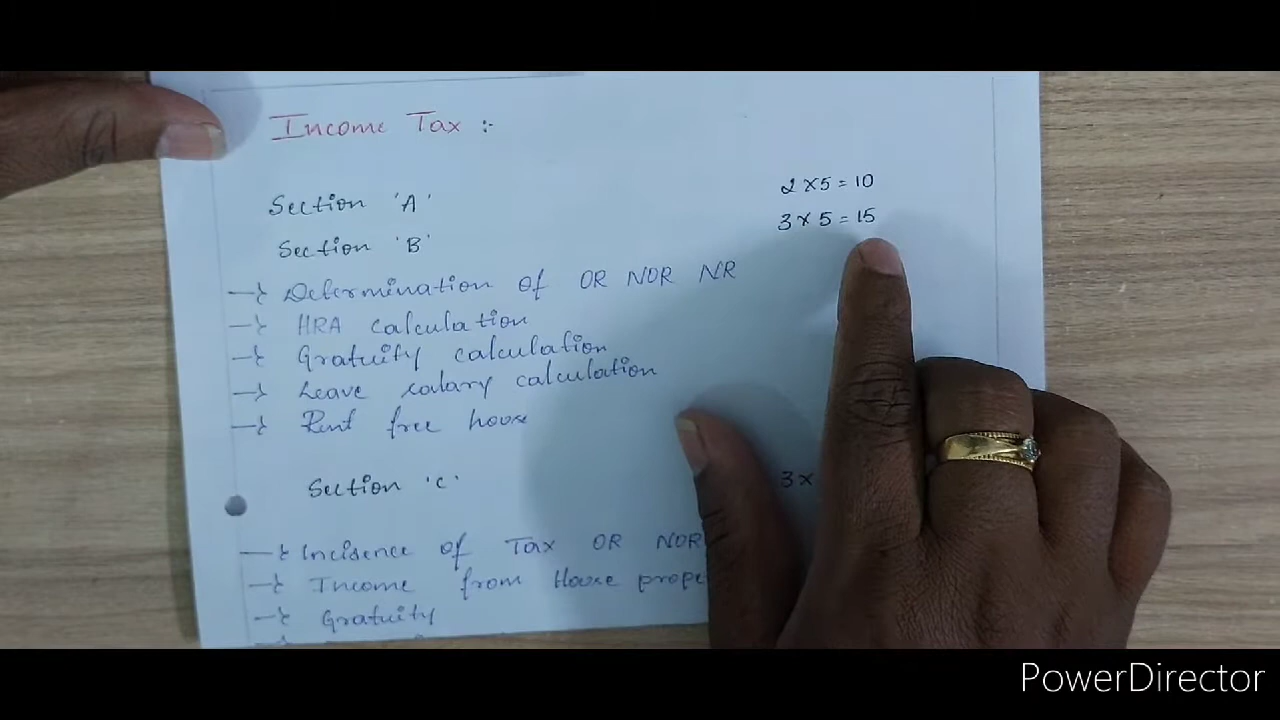 Income Tax :-
Section 'A' 2 × 5 = 10
Section 'B' 3 × 5 = 15
Determination of OR NOR NR
HRA calculation
Gratuity calculation
Leave salary calculation
Rent free house
Section 'C' 3 ×
Incisence of Tax OR NOR
Income from House prope
Gratuity
PowerDirector